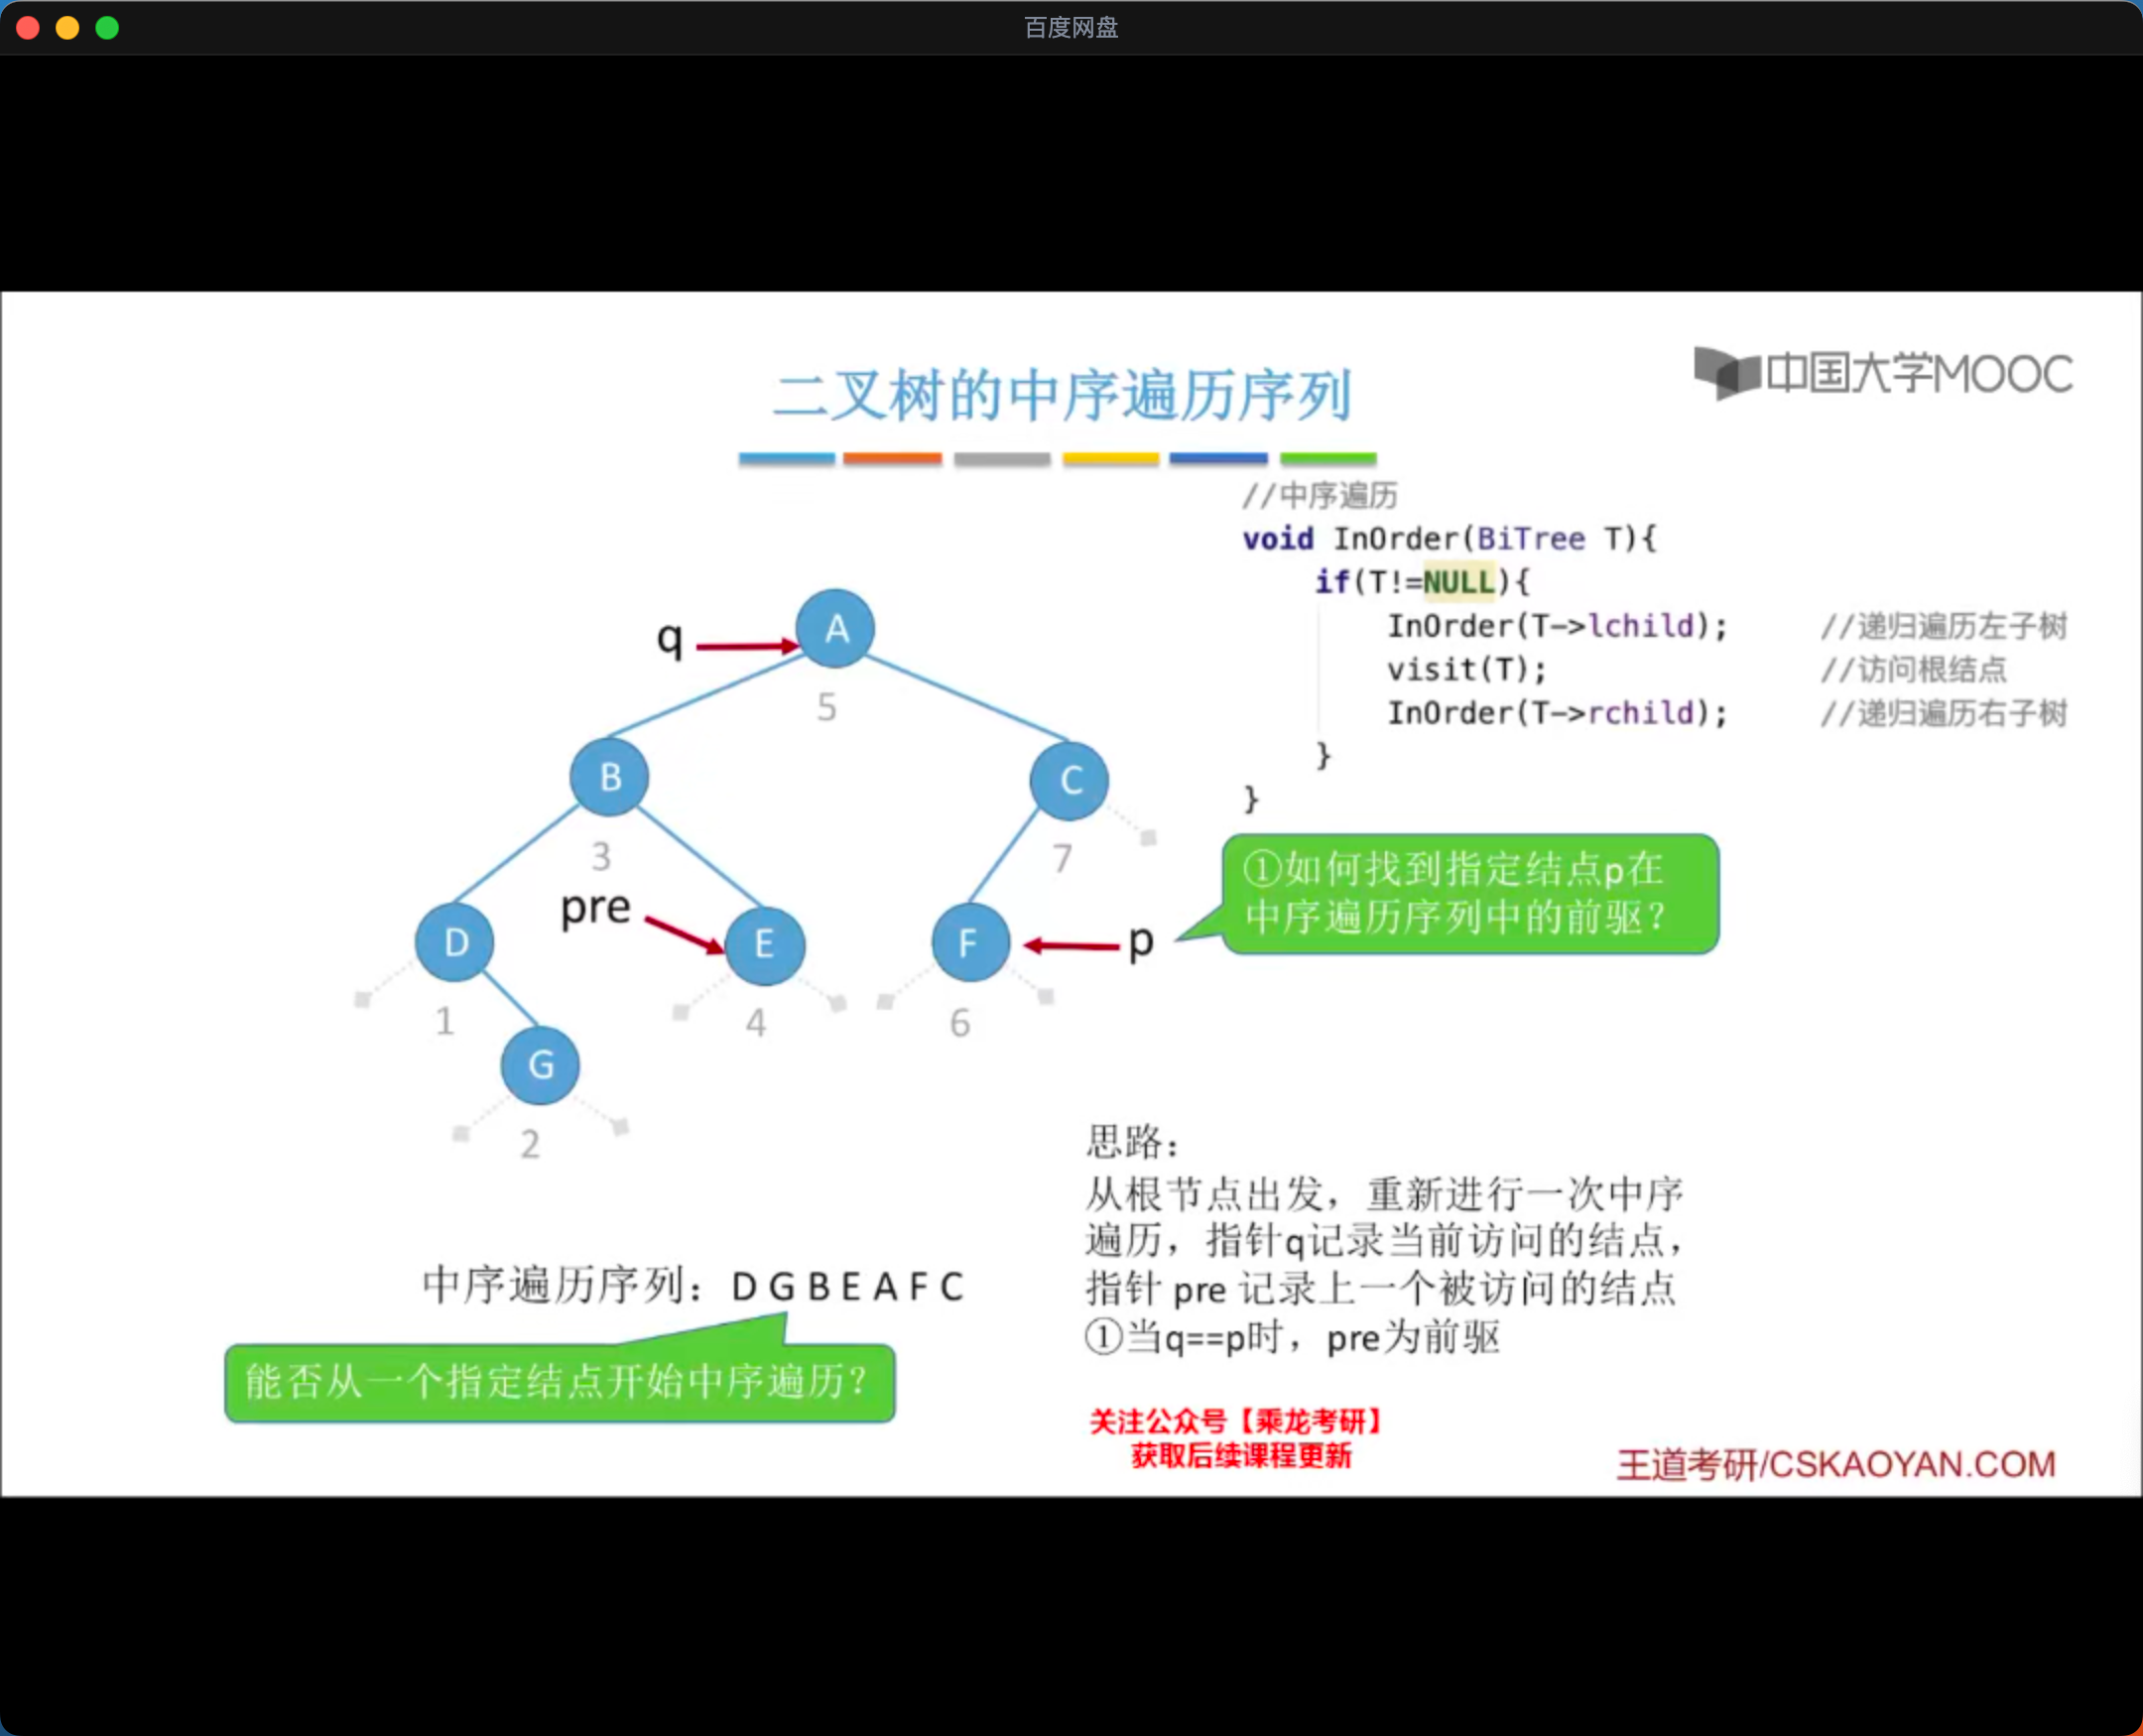 百度网盘
二叉树的中序遍历序列
中国大学MOOC
//中序遍历
void InOrder(BiTree T){
if(T!=NULL){
InOrder(T->lchild); //递归遍历左子树
visit(T); //访问根结点
InOrder(T->rchild); //递归遍历右子树
}
}
q
A
5
B
C
3
7
pre
①如何找到指定结点p在
中序遍历序列中的前驱?
D
E
F
p
1
4
6
G
2
思路：
从根节点出发，重新进行一次中序
遍历，指针q记录当前访问的结点，
指针 pre 记录上一个被访问的结点
①当q==p时，pre为前驱
中序遍历序列：D G B E A F C
能否从一个指定结点开始中序遍历?
关注公众号【乘龙考研】
获取后续课程更新
王道考研/CSKAOYAN.COM